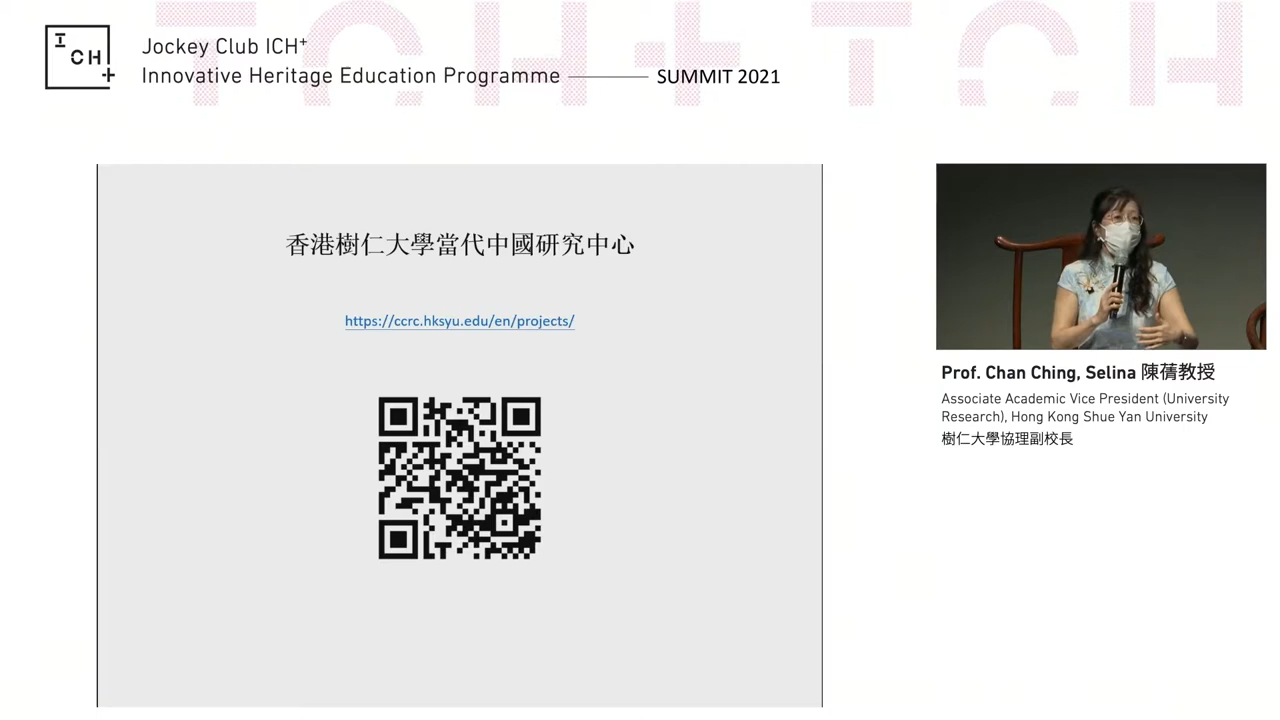 I
CH
+
Jockey Club ICH+
Innovative Heritage Education Programme
SUMMIT 2021
香港樹仁大學當代中國研究中心
https://ccrc.hksyu.edu/en/projects/
Prof. Chan Ching, Selina 陳蒨教授
Associate Academic Vice President (University
Research), Hong Kong Shue Yan University
樹仁大學協理副校長